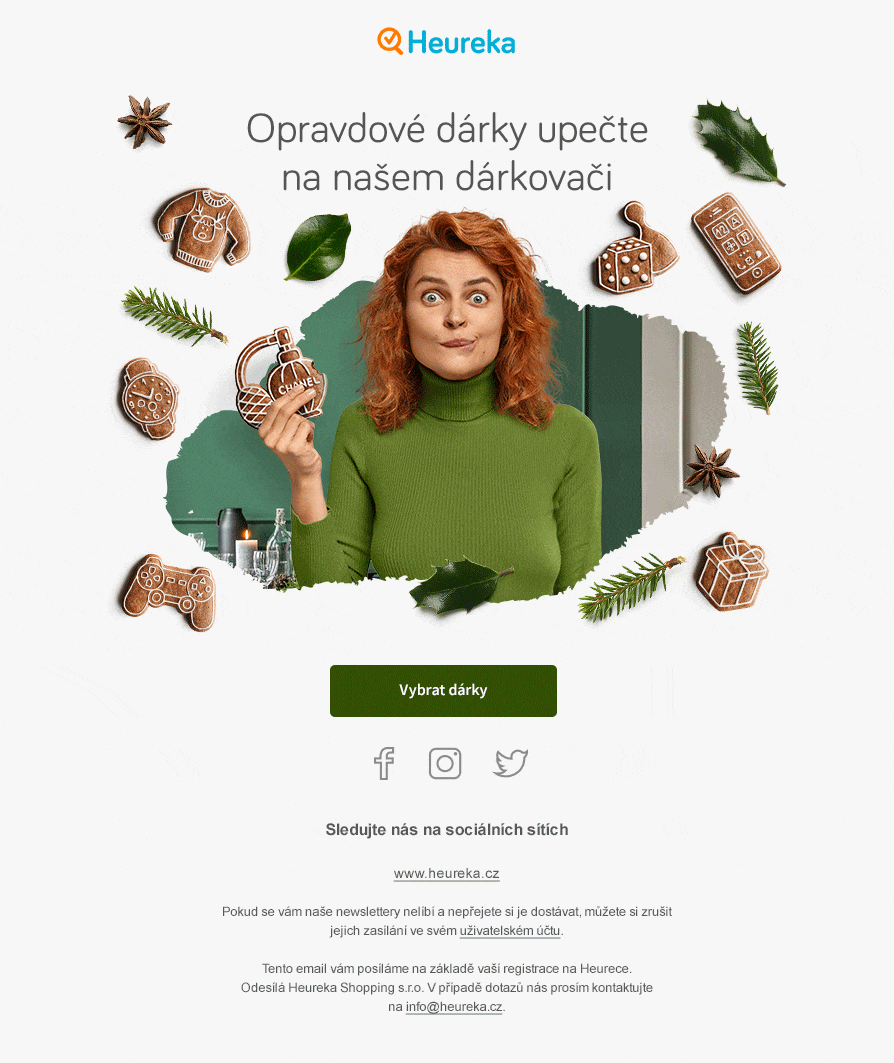 Heureka
Opravdové dárky upečte
na našem dárkovači
CHANEL
Vybrat dárky
Sledujte nás na sociálních sítích
www.heureka.cz
Pokud se vám naše newslettery nelíbí a nepřejete si je dostávat, můžete si zrušit
jejich zasílání ve svém uživatelském účtu.
Tento email vám posíláme na základě vaší registrace na Heurece.
Odesílá Heureka Shopping s.r.o. V případě dotazů nás prosím kontaktujte
na info@heureka.cz.